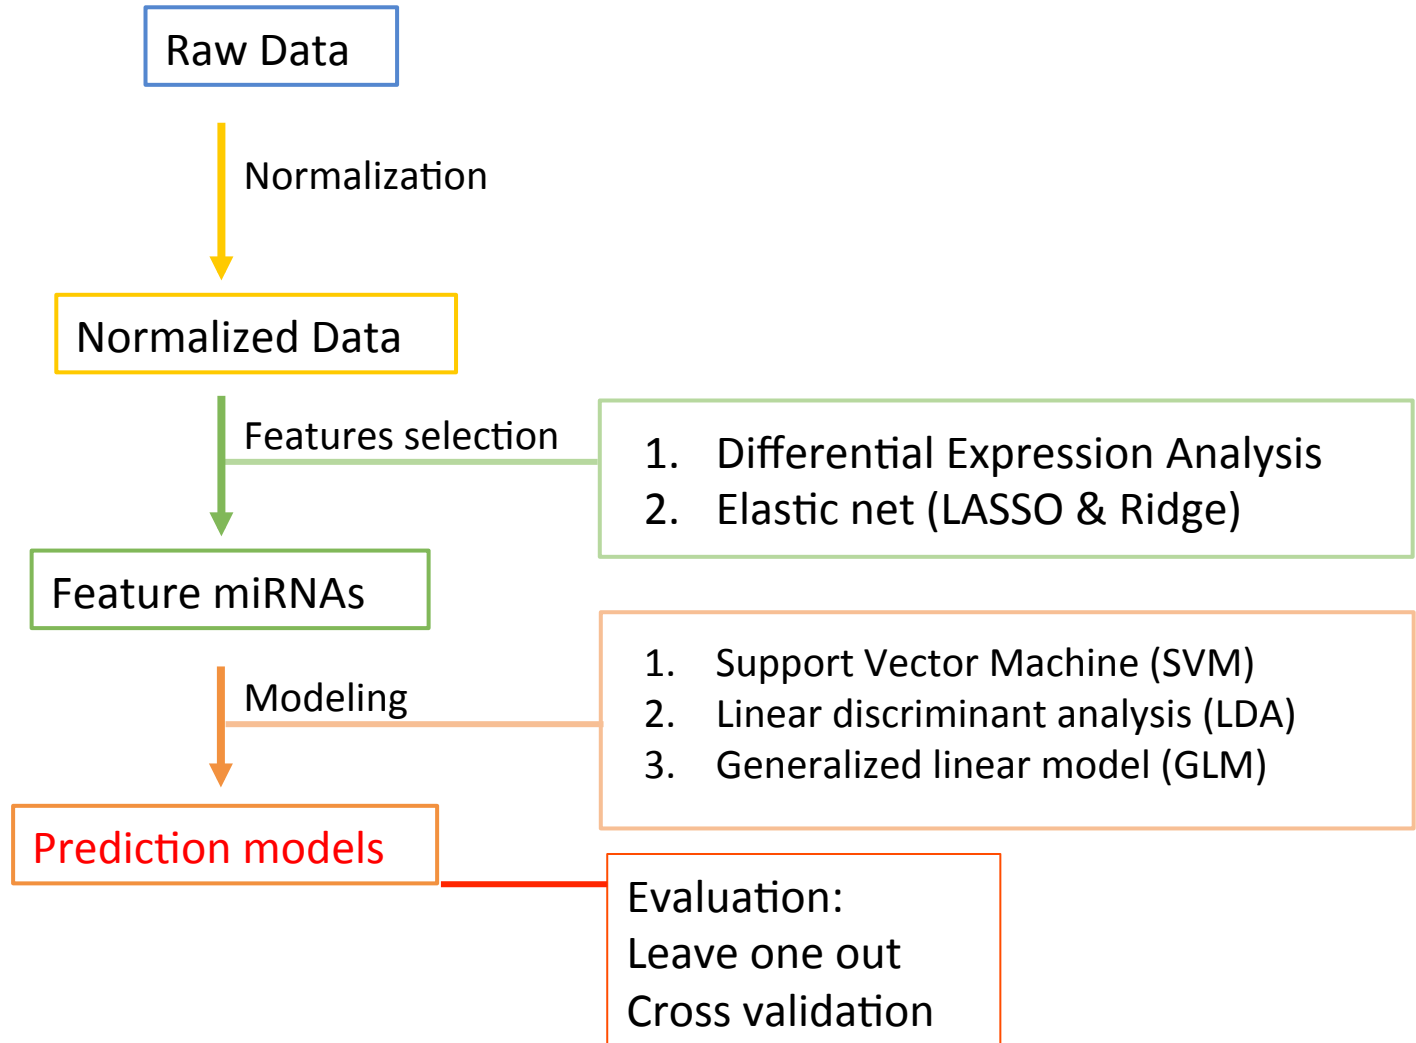 Raw Data
Normalization
Normalized Data
Features selection
1. Differential Expression Analysis
2. Elastic net (LASSO & Ridge)
Feature miRNAs
Modeling
1. Support Vector Machine (SVM)
2. Linear discriminant analysis (LDA)
3. Generalized linear model (GLM)
Prediction models
Evaluation:
Leave one out
Cross validation